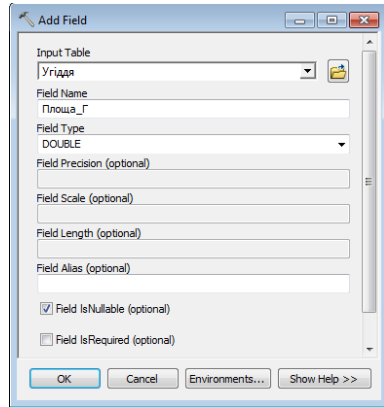 Add Field
Input Table
Угіддя
Field Name
Площа_Г
Field Type
DOUBLE
Field Precision (optional)
Field Scale (optional)
Field Length (optional)
Field Alias (optional)
Field IsNullable (optional)
Field IsRequired (optional)
OK Cancel Environments... Show Help >>